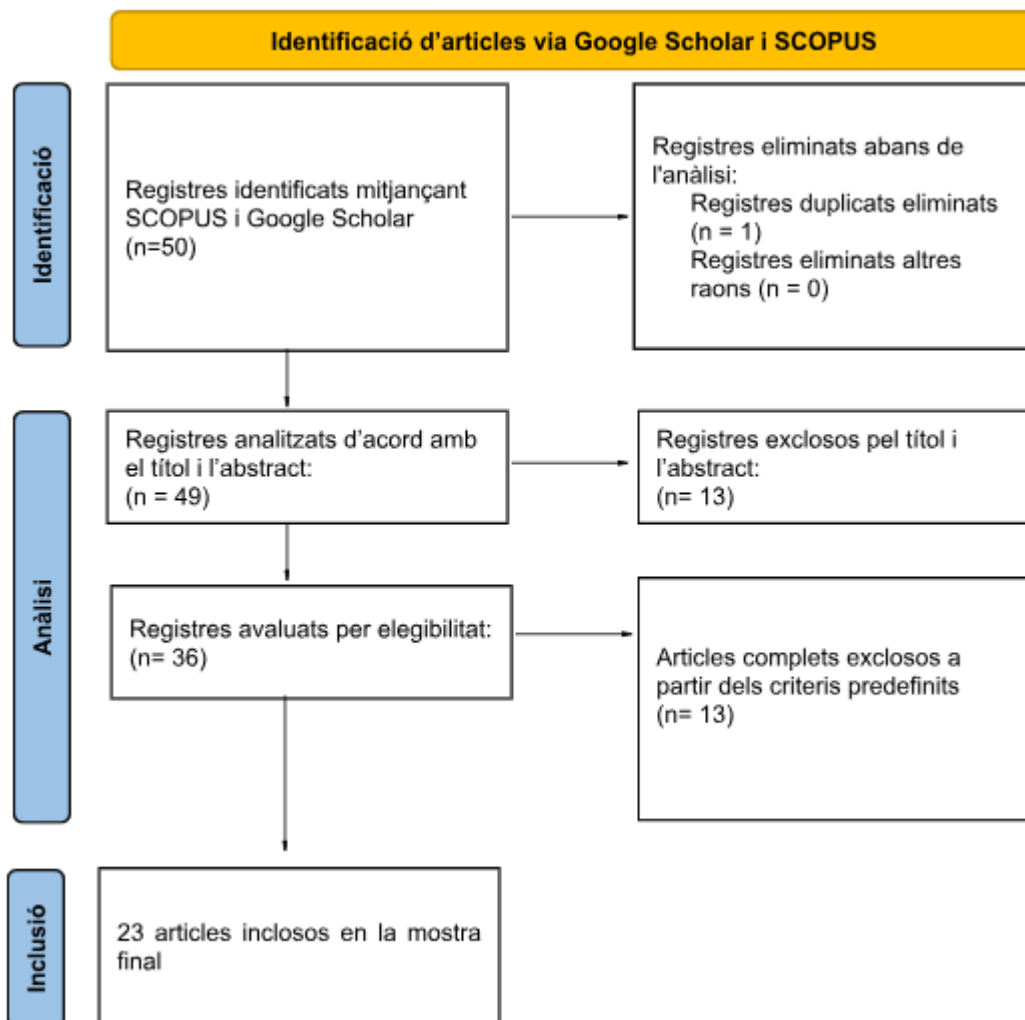 Identificació d’articles via Google Scholar i SCOPUS
Identificació
Registres identificats mitjançant
SCOPUS i Google Scholar
(n=50)
Registres eliminats abans de
l'anàlisi:
Registres duplicats eliminats
(n = 1)
Registres eliminats altres
raons (n = 0)
Anàlisi
Registres analitzats d’acord amb
el títol i l’abstract:
(n = 49)
Registres exclosos pel títol i
l’abstract:
(n= 13)
Registres avaluats per elegibilitat:
(n= 36)
Articles complets exclosos a
partir dels criteris predefinits
(n= 13)
Inclusió
23 articles inclosos en la mostra
final